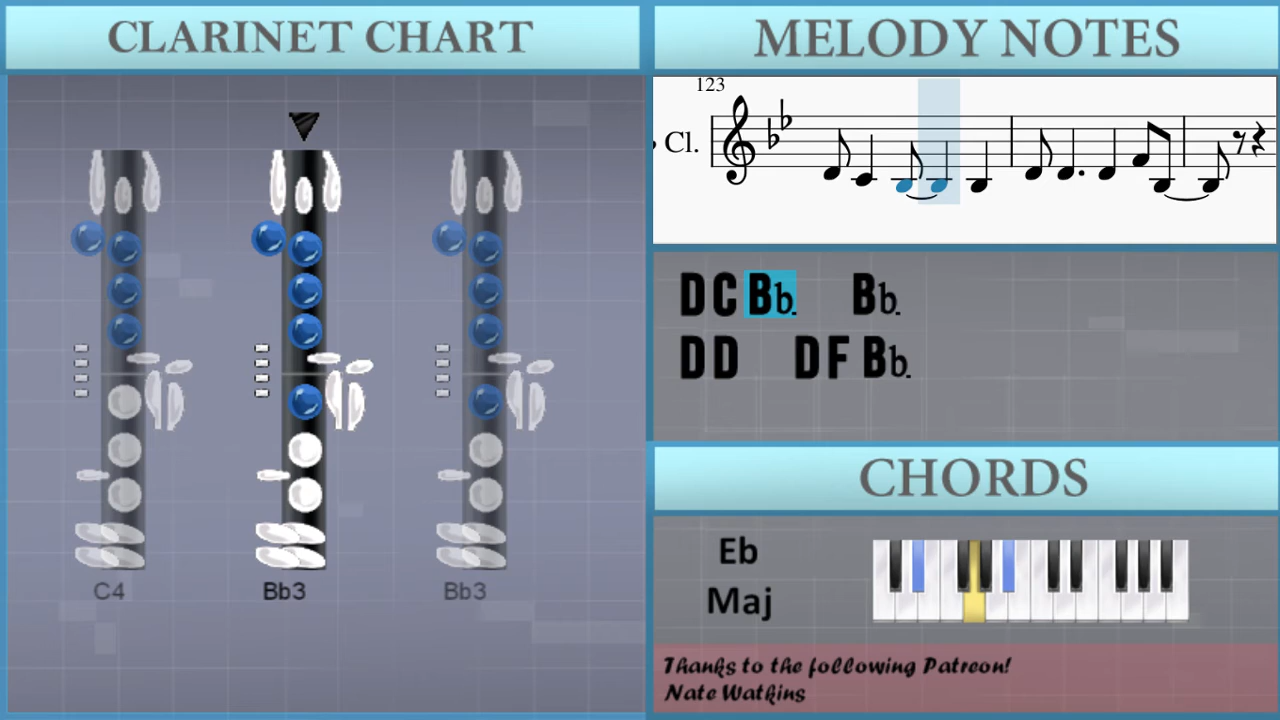 CLARINET CHART
C4 Bb3 Bb3
MELODY NOTES
123
Cl.
D C Bb. Bb.
D D D F Bb.
CHORDS
Eb
Maj
Thanks to the following Patreon!
Nate Watkins